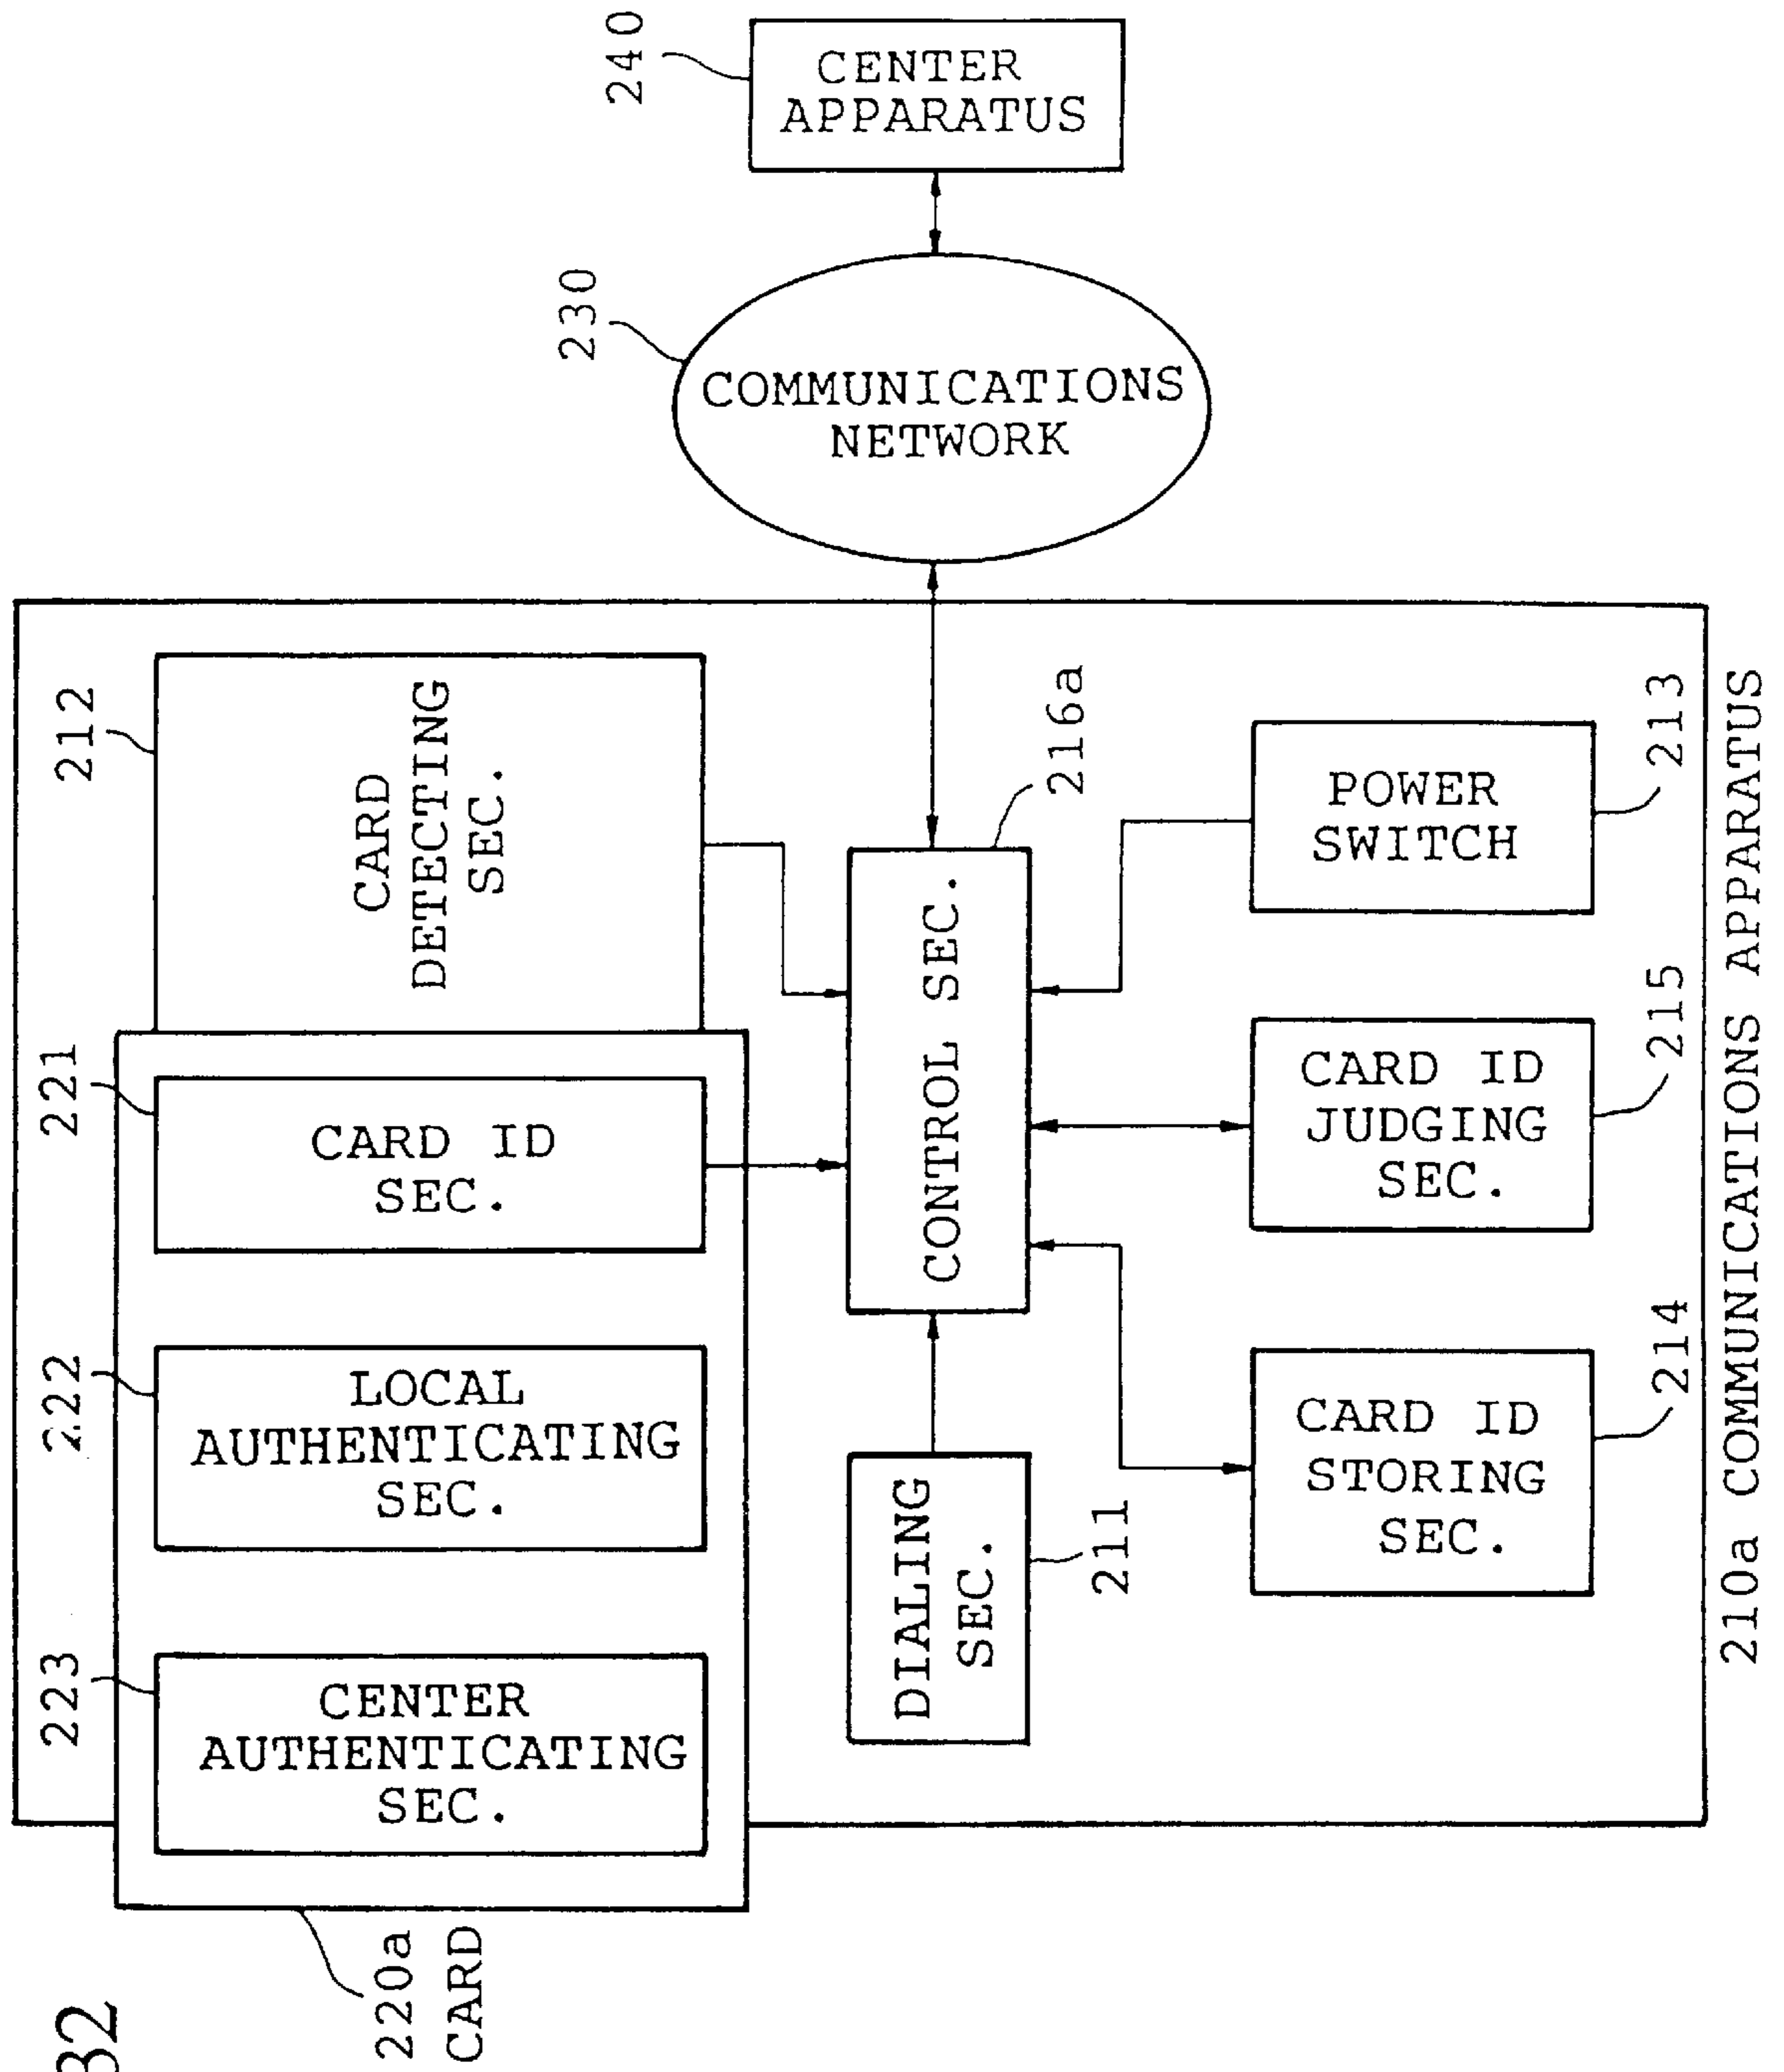 32
220a
CARD
223
CENTER
AUTHENTICATING
SEC.
222
LOCAL
AUTHENTICATING
SEC.
221
CARD ID
SEC.
212
CARD
DETECTING
SEC.
DIALING
SEC.
211
CONTROL SEC.
216a
CARD ID
STORING
SEC.
214
CARD ID
JUDGING
SEC.
215
POWER
SWITCH
213
210a COMMUNICATIONS APPARATUS
230
COMMUNICATIONS
NETWORK
240
CENTER
APPARATUS